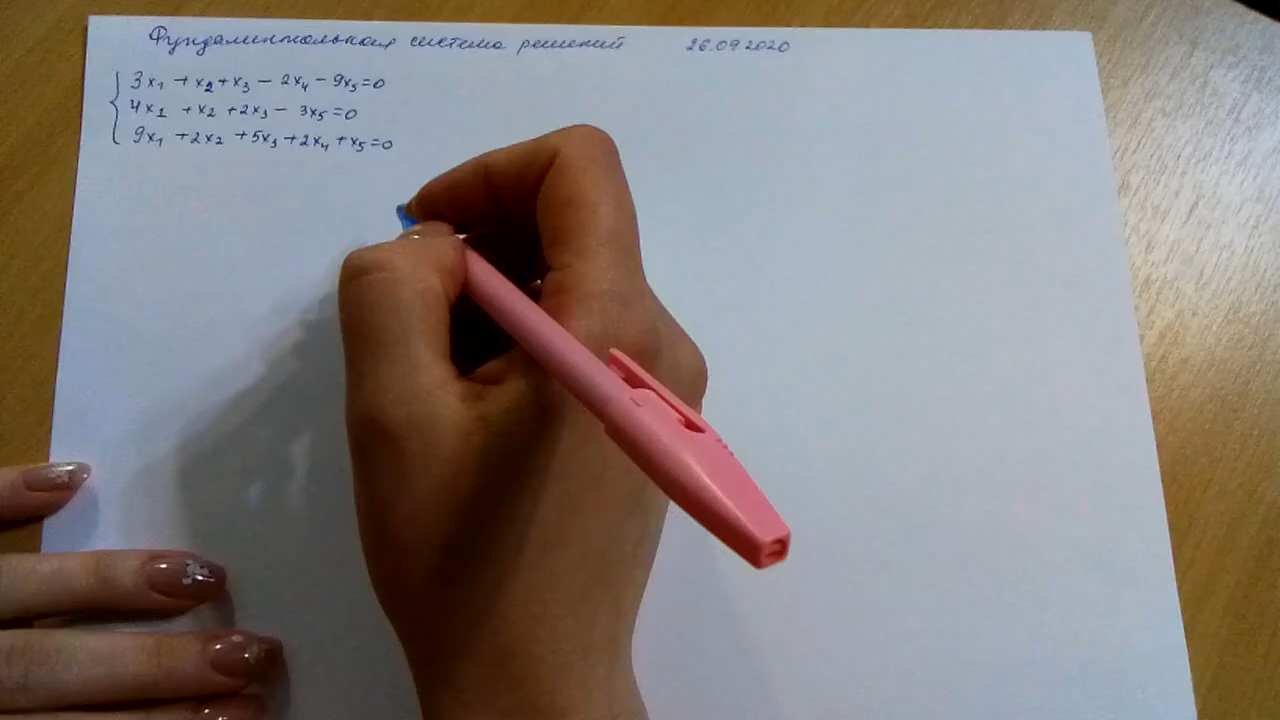 Фундаментальная система решений 26.09.2020
3x₁ + x₂ + x₃ - 2x₄ - 9x₅ = 0
4x₁ + x₂ + 2x₃ - 3x₅ = 0
9x₁ + 2x₂ + 5x₃ + 2x₄ + x₅ = 0